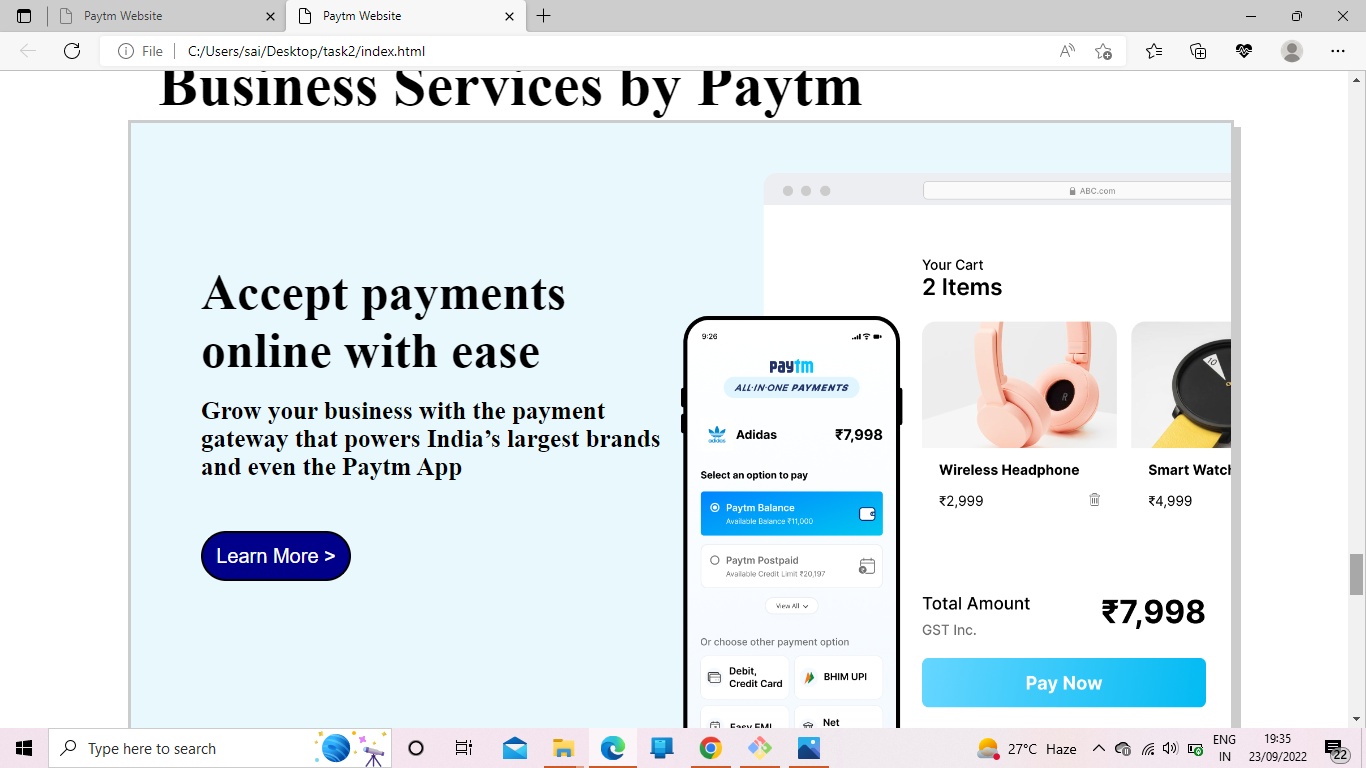 Paytm Website
Paytm Website
File
C:/Users/sai/Desktop/task2/index.html
Business Services by Paytm
ABC.com
Your Cart
2 Items
Accept payments
online with ease
Grow your business with the payment
gateway that powers India’s largest brands
and even the Paytm App
Learn More >
9:26
paytm
ALL-IN-ONE PAYMENTS
adidas
Adidas
₹7,998
Select an option to pay
Paytm Balance
Available Balance ₹11,000
Paytm Postpaid
Available Credit Limit ₹20,197
View All
Or choose other payment option
Debit,
Credit Card
BHIM UPI
Easy EMI
Net
R
10
Wireless Headphone
₹2,999
Smart Watch
₹4,999
Total Amount
GST Inc.
₹7,998
Pay Now
Type here to search
27°C Haze
ENG
IN
19:35
23/09/2022
22